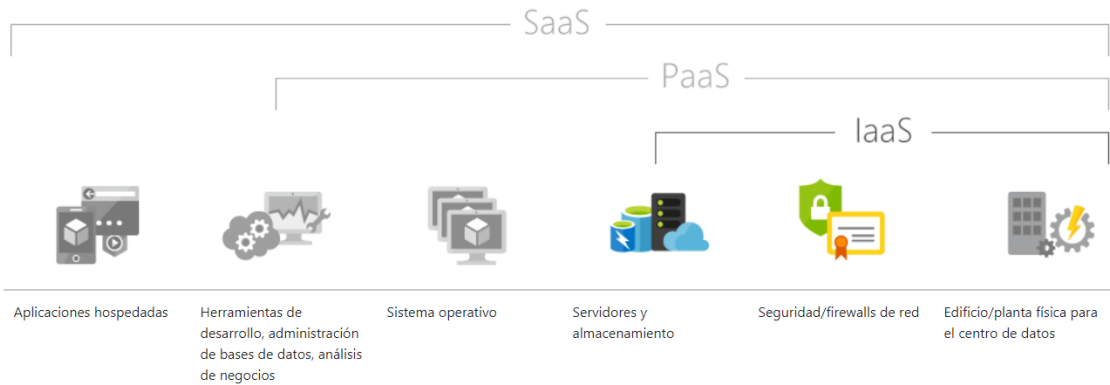 SaaS
PaaS
IaaS
Aplicaciones hospedadas
Herramientas de
desarrollo, administración
de bases de datos, análisis
de negocios
Sistema operativo
Servidores y
almacenamiento
Seguridad/firewalls de red
Edificio/planta física para
el centro de datos